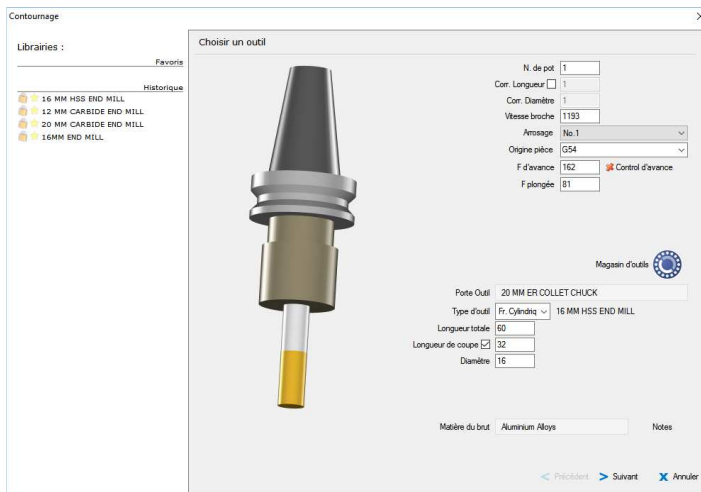 Contournage
Librairies :
Favoris
Historique
16 MM HSS END MILL
12 MM CARBIDE END MILL
20 MM CARBIDE END MILL
16MM END MILL
Choisir un outil
N. de pot 1
Corr. Longueur 1
Corr. Diamètre 1
Vitesse broche 1193
Arrosage No.1
Origine pièce G54
F d'avance 162 Control d'avance
F plongée 81
Magasin d'outils
Porte Outil 20 MM ER COLLET CHUCK
Type d'outil Fr. Cylindriq 16 MM HSS END MILL
Longueur totale 60
Longueur de coupe 32
Diamètre 16
Matière du brut Aluminium Alloys Notes
< Précédent > Suivant X Annuler